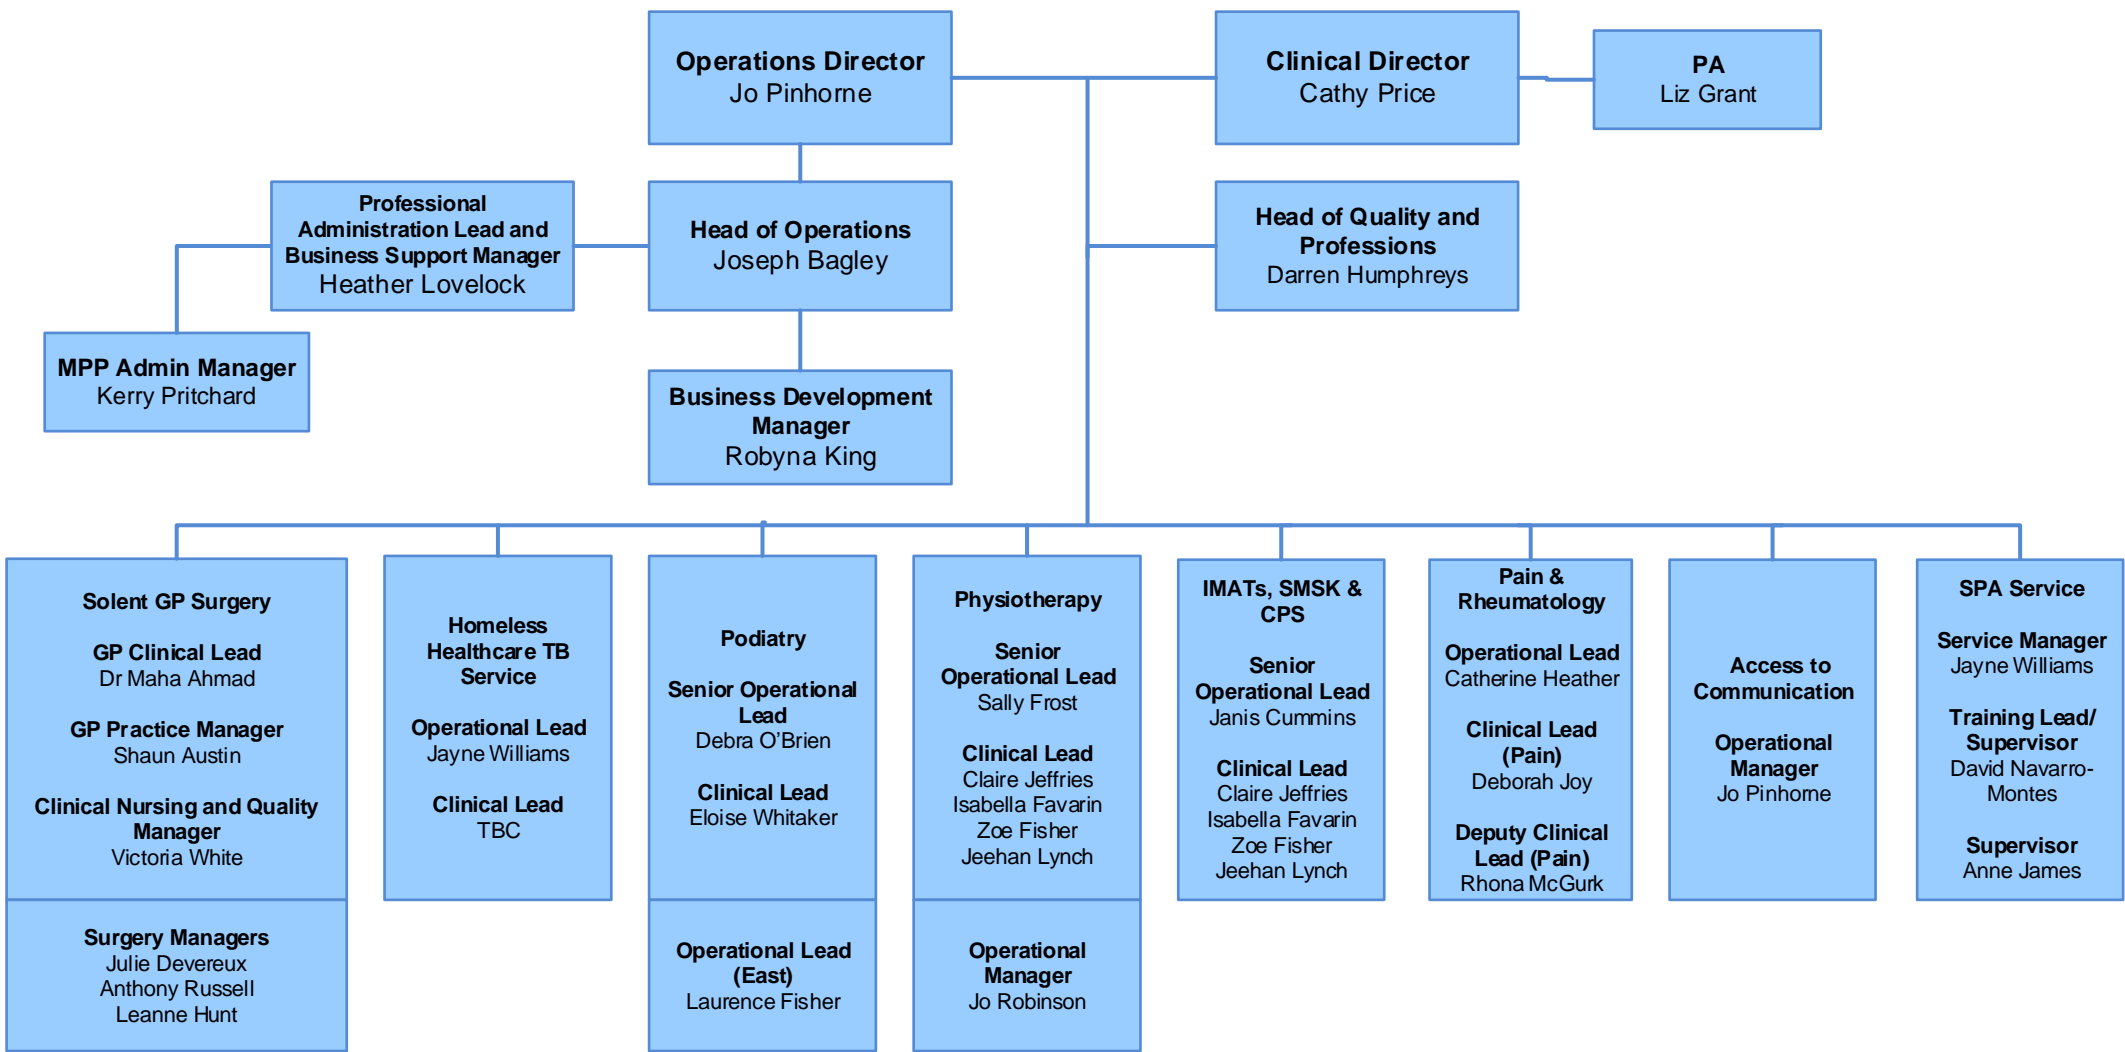 Operations Director
Jo Pinhorne
Clinical Director
Cathy Price
PA
Liz Grant
Professional
Administration Lead and
Business Support Manager
Heather Lovelock
Head of Operations
Joseph Bagley
Head of Quality and
Professions
Darren Humphreys
MPP Admin Manager
Kerry Pritchard
Business Development
Manager
Robyna King
Solent GP Surgery
GP Clinical Lead
Dr Maha Ahmad
GP Practice Manager
Shaun Austin
Clinical Nursing and Quality
Manager
Victoria White
Surgery Managers
Julie Devereux
Anthony Russell
Leanne Hunt
Homeless
Healthcare TB
Service
Operational Lead
Jayne Williams
Clinical Lead
TBC
Podiatry
Senior Operational
Lead
Debra O’Brien
Clinical Lead
Eloise Whitaker
Operational Lead
(East)
Laurence Fisher
Physiotherapy
Senior
Operational Lead
Sally Frost
Clinical Lead
Claire Jeffries
Isabella Favarin
Zoe Fisher
Jeehan Lynch
Operational
Manager
Jo Robinson
IMATs, SMSK &
CPS
Senior
Operational Lead
Janis Cummins
Clinical Lead
Claire Jeffries
Isabella Favarin
Zoe Fisher
Jeehan Lynch
Pain &
Rheumatology
Operational Lead
Catherine Heather
Clinical Lead
(Pain)
Deborah Joy
Deputy Clinical
Lead (Pain)
Rhona McGurk
Access to
Communication
Operational
Manager
Jo Pinhorne
SPA Service
Service Manager
Jayne Williams
Training Lead/
Supervisor
David Navarro-
Montes
Supervisor
Anne James